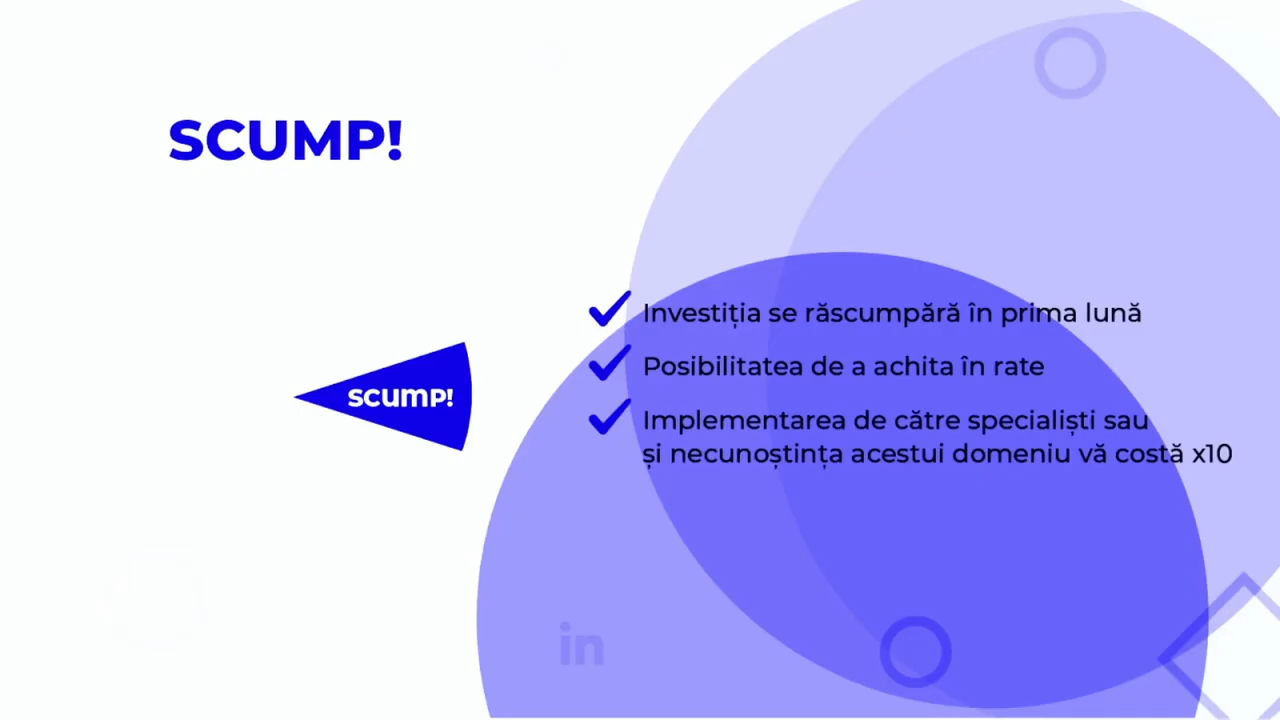 SCUMP!
SCUMP!
Investiția se răscumpără în prima lună
Posibilitatea de a achita în rate
Implementarea de către specialiști sau
și necunoștința acestui domeniu vă costă x10
in